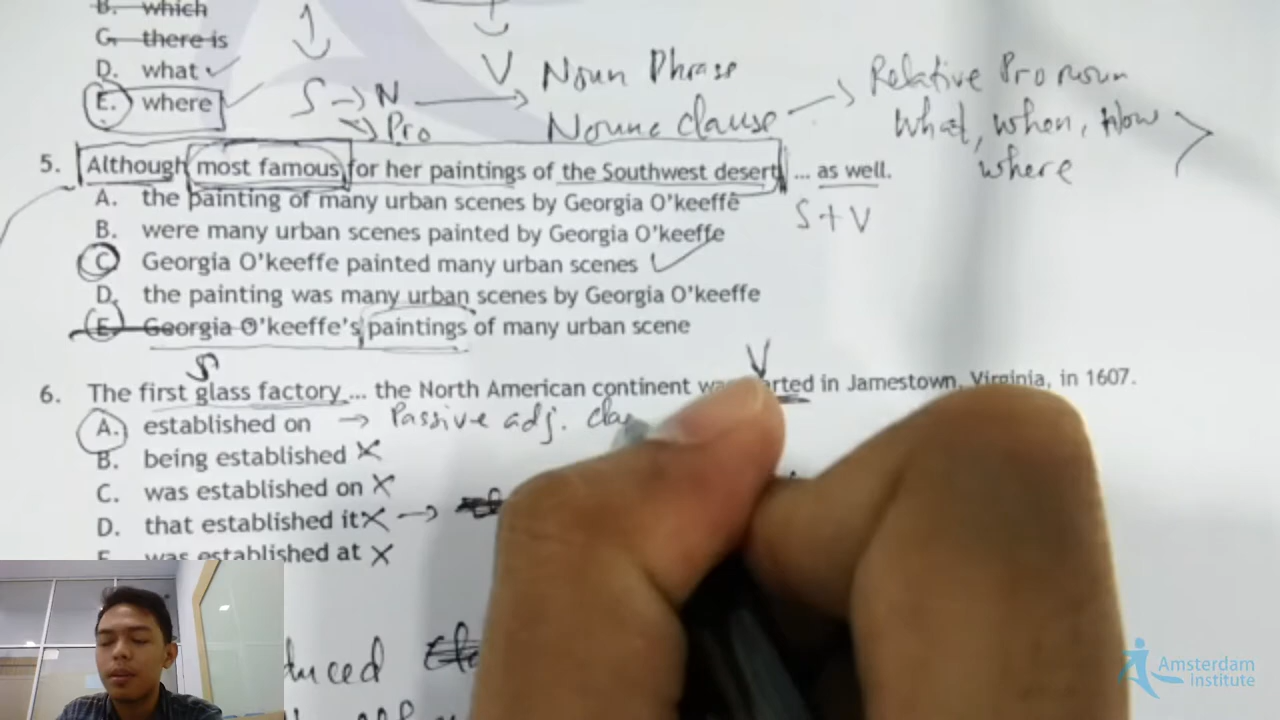 B. which
C. there is
D. what
E. where
S → N → Noun Phrase
→ Pro Noune clause → Relative Pronoun
V
What, when, How
where
5. Although most famous for her paintings of the Southwest desert, ... as well.
S + V
A. the painting of many urban scenes by Georgia O'keeffe
B. were many urban scenes painted by Georgia O'keeffe
C. Georgia O'keeffe painted many urban scenes
D. the painting was many urban scenes by Georgia O'keeffe
E. Georgia O'keeffe's paintings of many urban scene
S
V
6. The first glass factory ... the North American continent in Jamestown, Virginia, in 1607.
A. established on → Passive adj.
B. being established X
C. was established on X
D. that established it X →
E. was established at X
Amsterdam
Institute